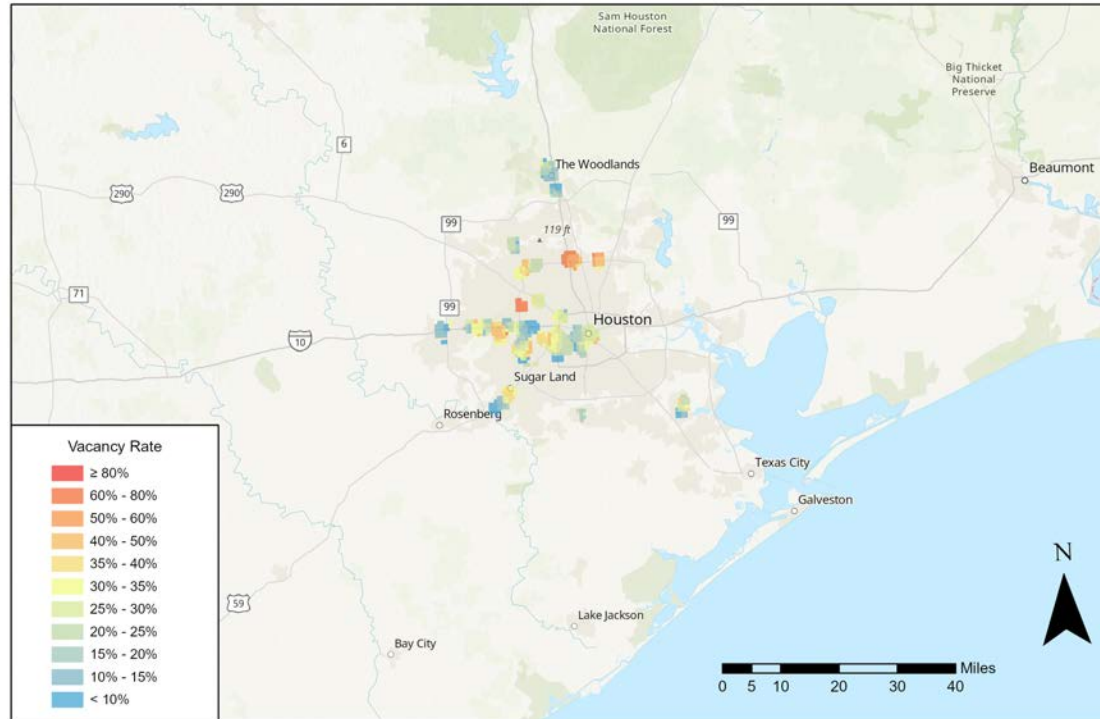 Sam Houston
National Forest
Big Thicket
National
Preserve
6
The Woodlands
Beaumont
290
290
99
99
119 ft
71
99
Houston
10
Sugar Land
Rosenberg
Vacancy Rate
≥ 80%
60% - 80%
50% - 60%
40% - 50%
35% - 40%
30% - 35%
25% - 30%
20% - 25%
15% - 20%
10% - 15%
< 10%
Texas City
Galveston
N
59
Lake Jackson
Bay City
Miles
0 5 10 20 30 40